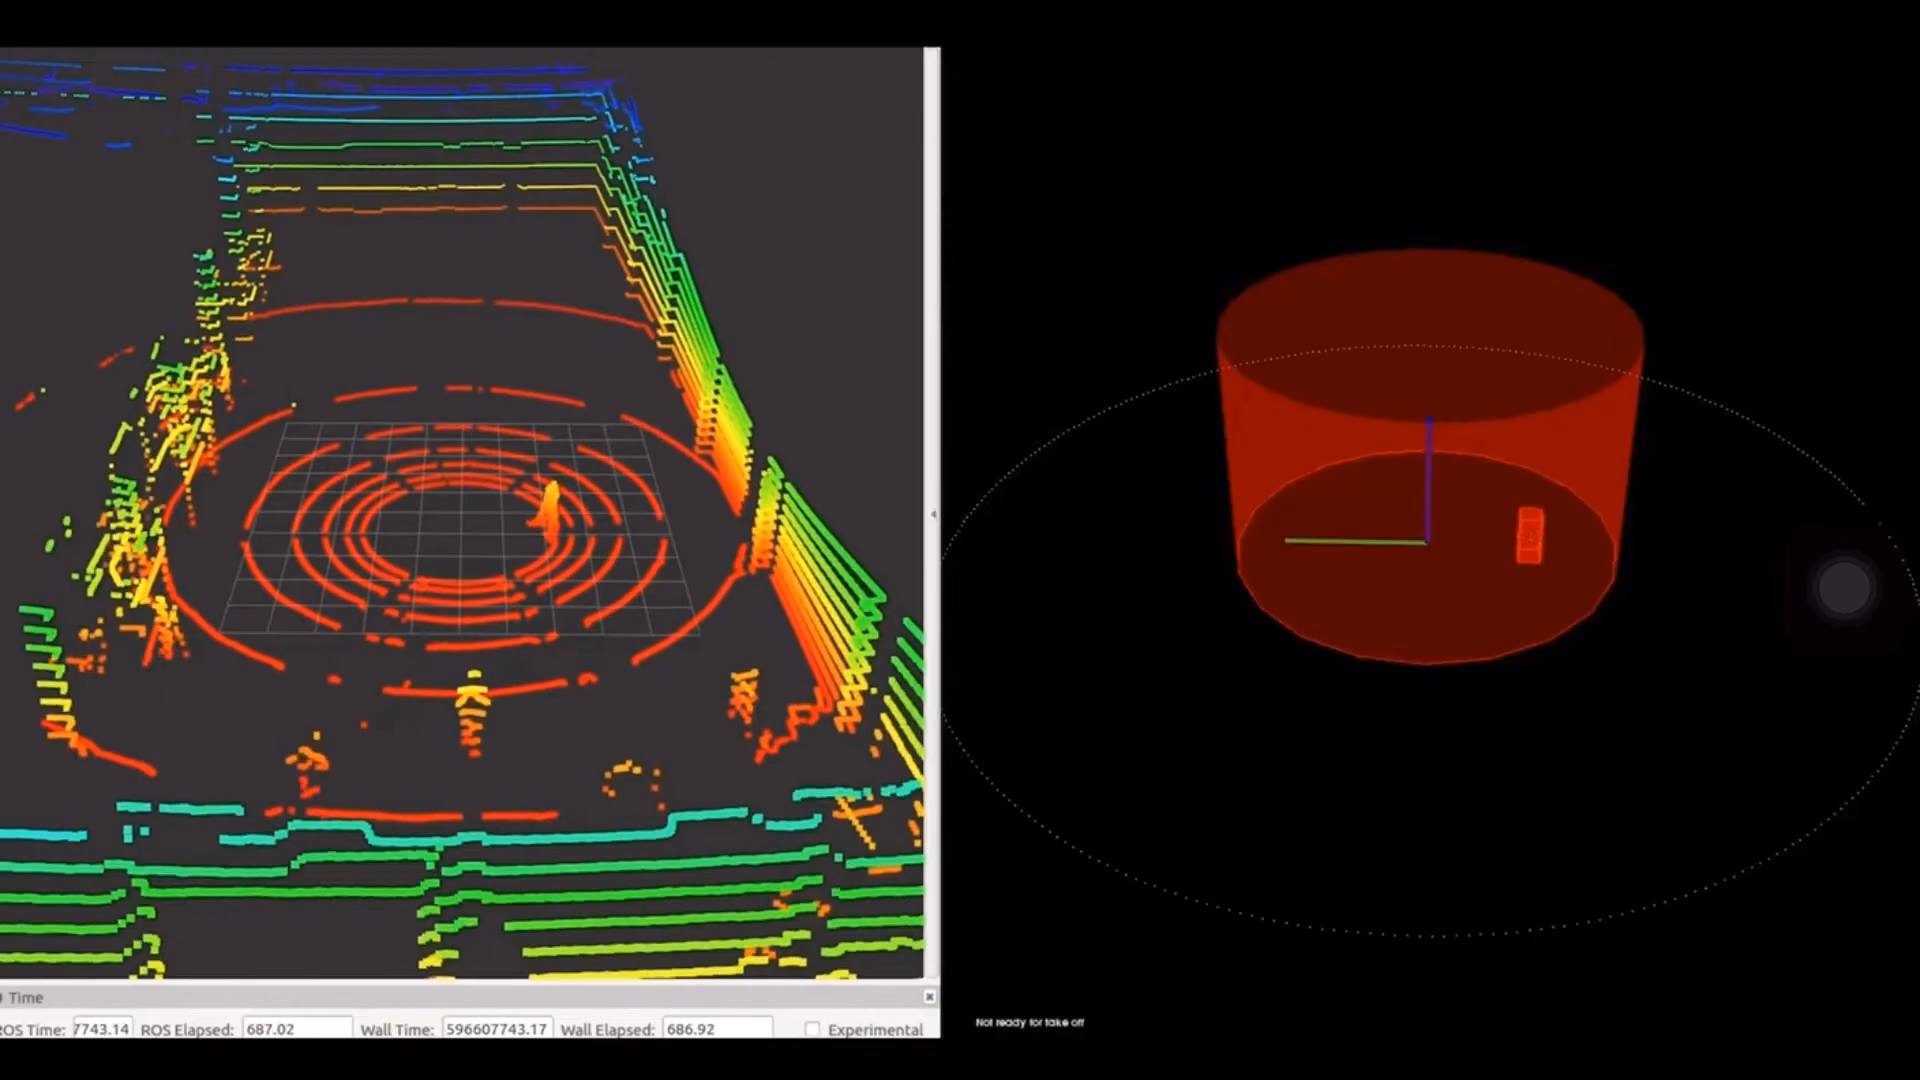 Time
ROS Time: 7743.14 ROS Elapsed: 687.02 Wall Time: 596607743.17 Wall Elapsed: 686.92 Experimental
Not ready for take off